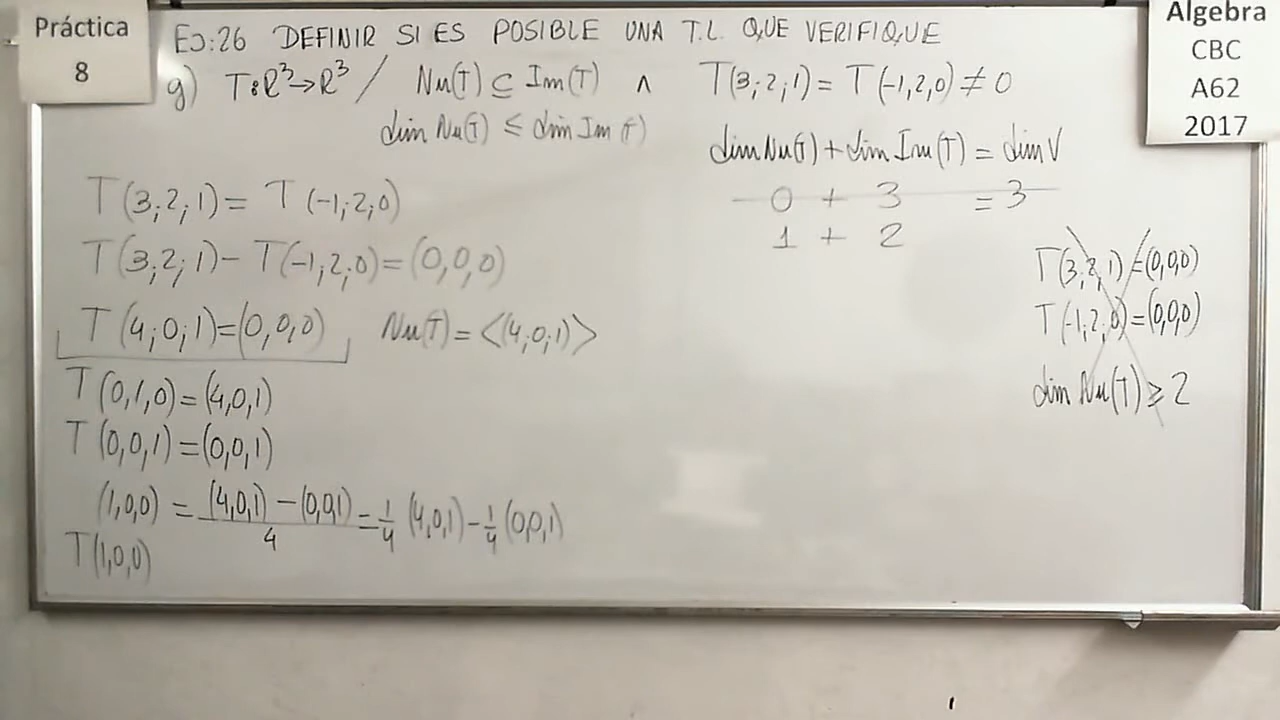 Práctica
8
Algebra
CBC
A62
2017
EJ:26 DEFINIR SI ES POSIBLE UNA T.L. QUE VERIFIQUE
g) T:R³→R³ / Nu(T) ⊆ Im(T) ∧ T(3;2;1) = T(-1,2,0) ≠ 0
dim Nu(T) ≤ dim Im(T)
dim Nu(T) + dim Im(T) = dim V
0 + 3 = 3
1 + 2
T(3;2;1) = T(-1;2,0)
T(3;2;1) - T(-1;2;0) = (0,0,0)
T(4;0;1) = (0,0,0) Nu(T) = <(4;0;1)>
T(0,1,0) = (4,0,1)
T(0,0,1) = (0,0,1)
(1,0,0) = (4,0,1) - (0,0,1) / 4 = 1/4 (4,0,1) - 1/4 (0,0,1)
T(1,0,0)
T(3;2,1) = (0,0,0)
T(-1;2;0) = (0,0,0)
dim Nu(T) ≥ 2